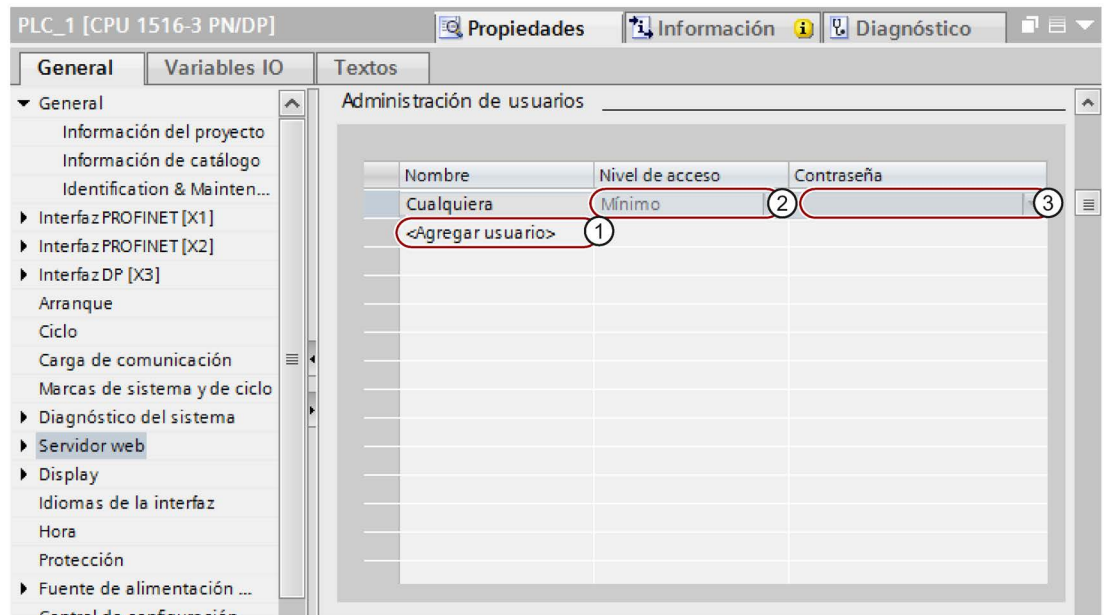 PLC_1 [CPU 1516-3 PN/DP]
Propiedades
Información
Diagnóstico
General
Variables IO
Textos
General
Información del proyecto
Información de catálogo
Identification & Mainten...
Interfaz PROFINET [X1]
Interfaz PROFINET [X2]
Interfaz DP [X3]
Arranque
Ciclo
Carga de comunicación
Marcas de sistema y de ciclo
Diagnóstico del sistema
Servidor web
Display
Idiomas de la interfaz
Hora
Protección
Fuente de alimentación ...
Control de configuración
Administración de usuarios
Nombre Nivel de acceso Contraseña
Cualquiera Mínimo 2 3
<Agregar usuario> 1